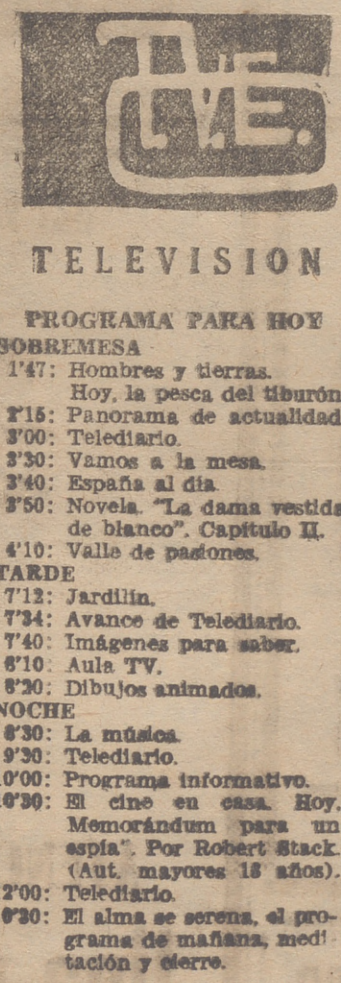 TVE.
TELEVISION
PROGRAMA PARA HOY
SOBREMESA
1'47: Hombres y tierras.
Hoy, la pesca del tiburón
2'15: Panorama de actualidad
3'00: Telediario.
3'30: Vamos a la mesa.
3'40: España al día.
3'50: Novela. "La dama vestida
de blanco". Capítulo II.
4'10: Valle de pasiones.
TARDE
7'12: Jardilín.
7'34: Avance de Telediario.
7'40: Imágenes para saber.
8'10: Aula TV.
8'20: Dibujos animados.
NOCHE
8'30: La música.
9'30: Telediario.
0'00: Programa informativo.
0'30: El cine en casa. Hoy,
Memorándum para un
espía". Por Robert Stack.
(Aut. mayores 18 años).
2'00: Telediario.
0'30: El alma se serena, el pro-
grama de mañana, medi-
tación y cierre.